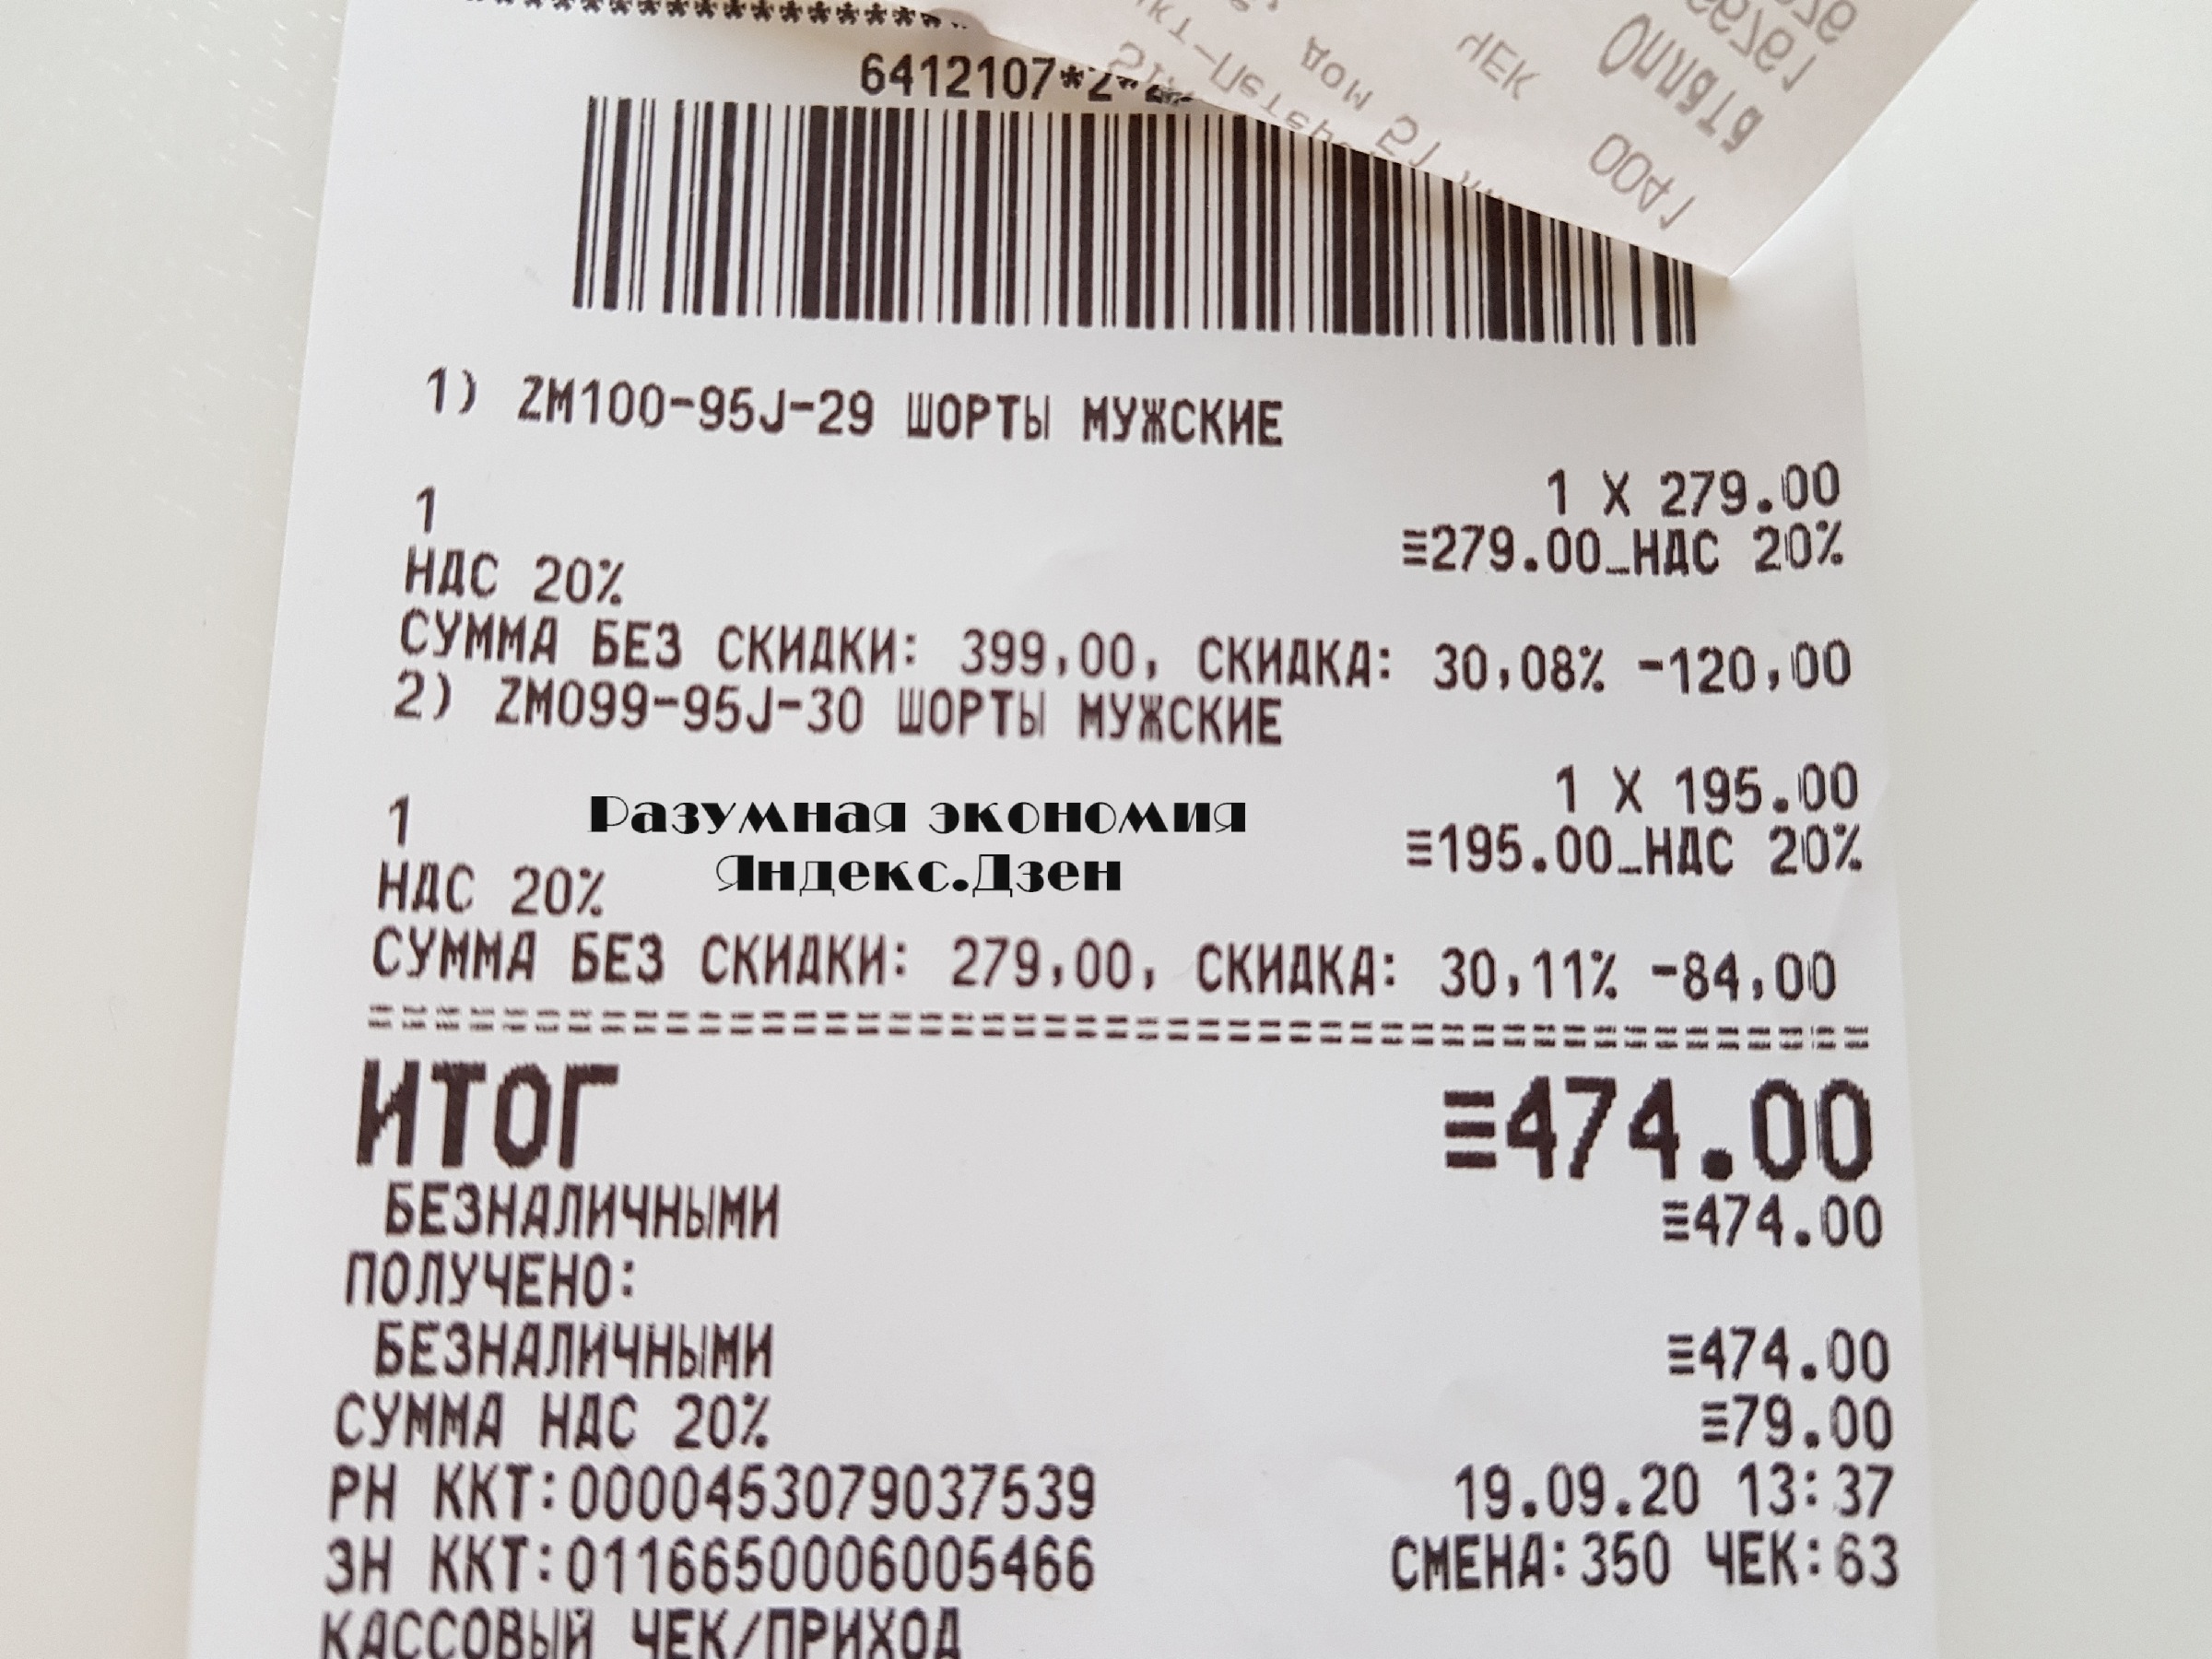 6412107*2*2
1) ZM100-95J-29 ШОРТЫ МУЖСКИЕ
1 X 279.00
1 ≡279.00_НДС 20%
НДС 20%
СУММА БЕЗ СКИДКИ: 399,00, СКИДКА: 30,08% -120,00
2) ZM099-95J-30 ШОРТЫ МУЖСКИЕ
1 X 195.00
1 ≡195.00_НДС 20%
Разумная экономия
Яндекс.Дзен
НДС 20%
СУММА БЕЗ СКИДКИ: 279,00, СКИДКА: 30,11% -84,00
ИТОГ ≡474.00
БЕЗНАЛИЧНЫМИ ≡474.00
ПОЛУЧЕНО:
БЕЗНАЛИЧНЫМИ ≡474.00
СУММА НДС 20% ≡79.00
РН ККТ:0000453079037539 19.09.20 13:37
ЗН ККТ:0116650006005466 СМЕНА:350 ЧЕК:63
КАССОВЫЙ ЧЕК/ПРИХОД